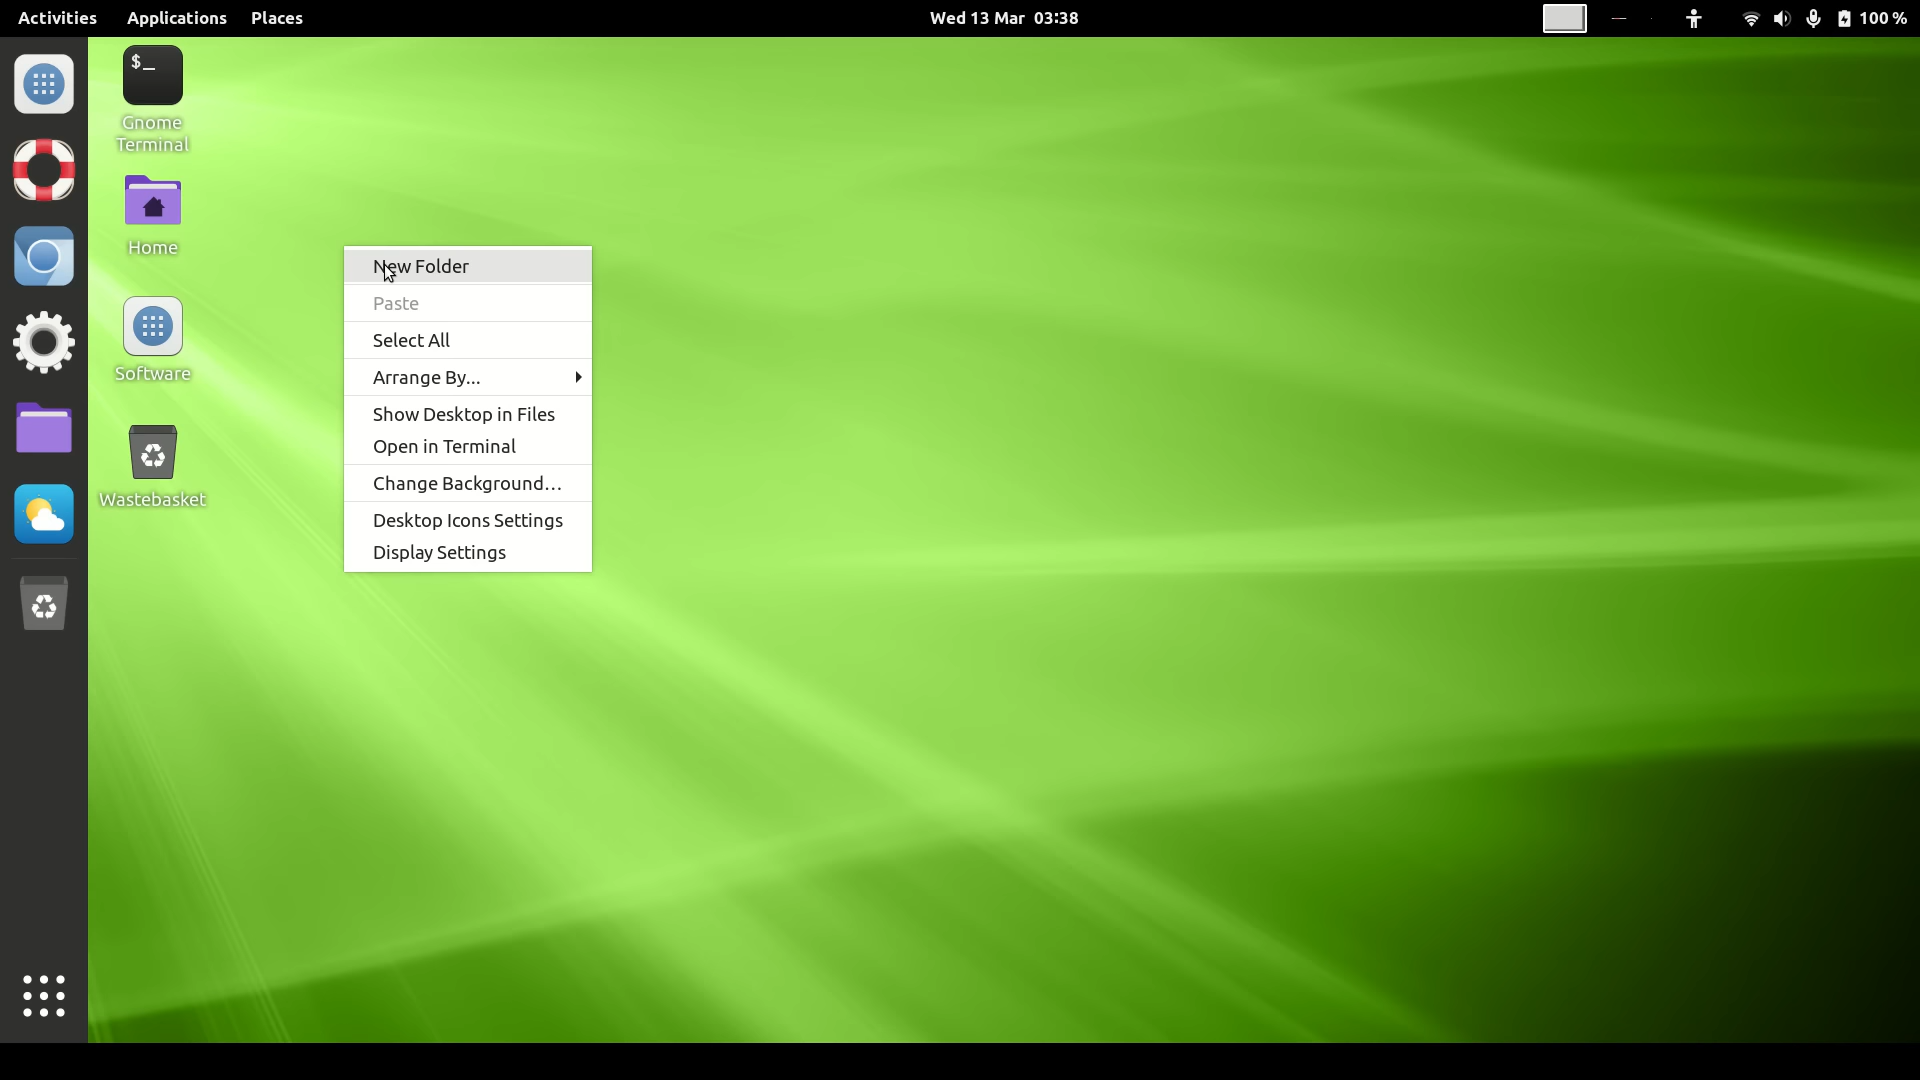 Activities Applications Places Wed 13 Mar 03:38 100 %
$_
Gnome
Terminal
Home
Software
Wastebasket
New Folder
Paste
Select All
Arrange By...
Show Desktop in Files
Open in Terminal
Change Background…
Desktop Icons Settings
Display Settings